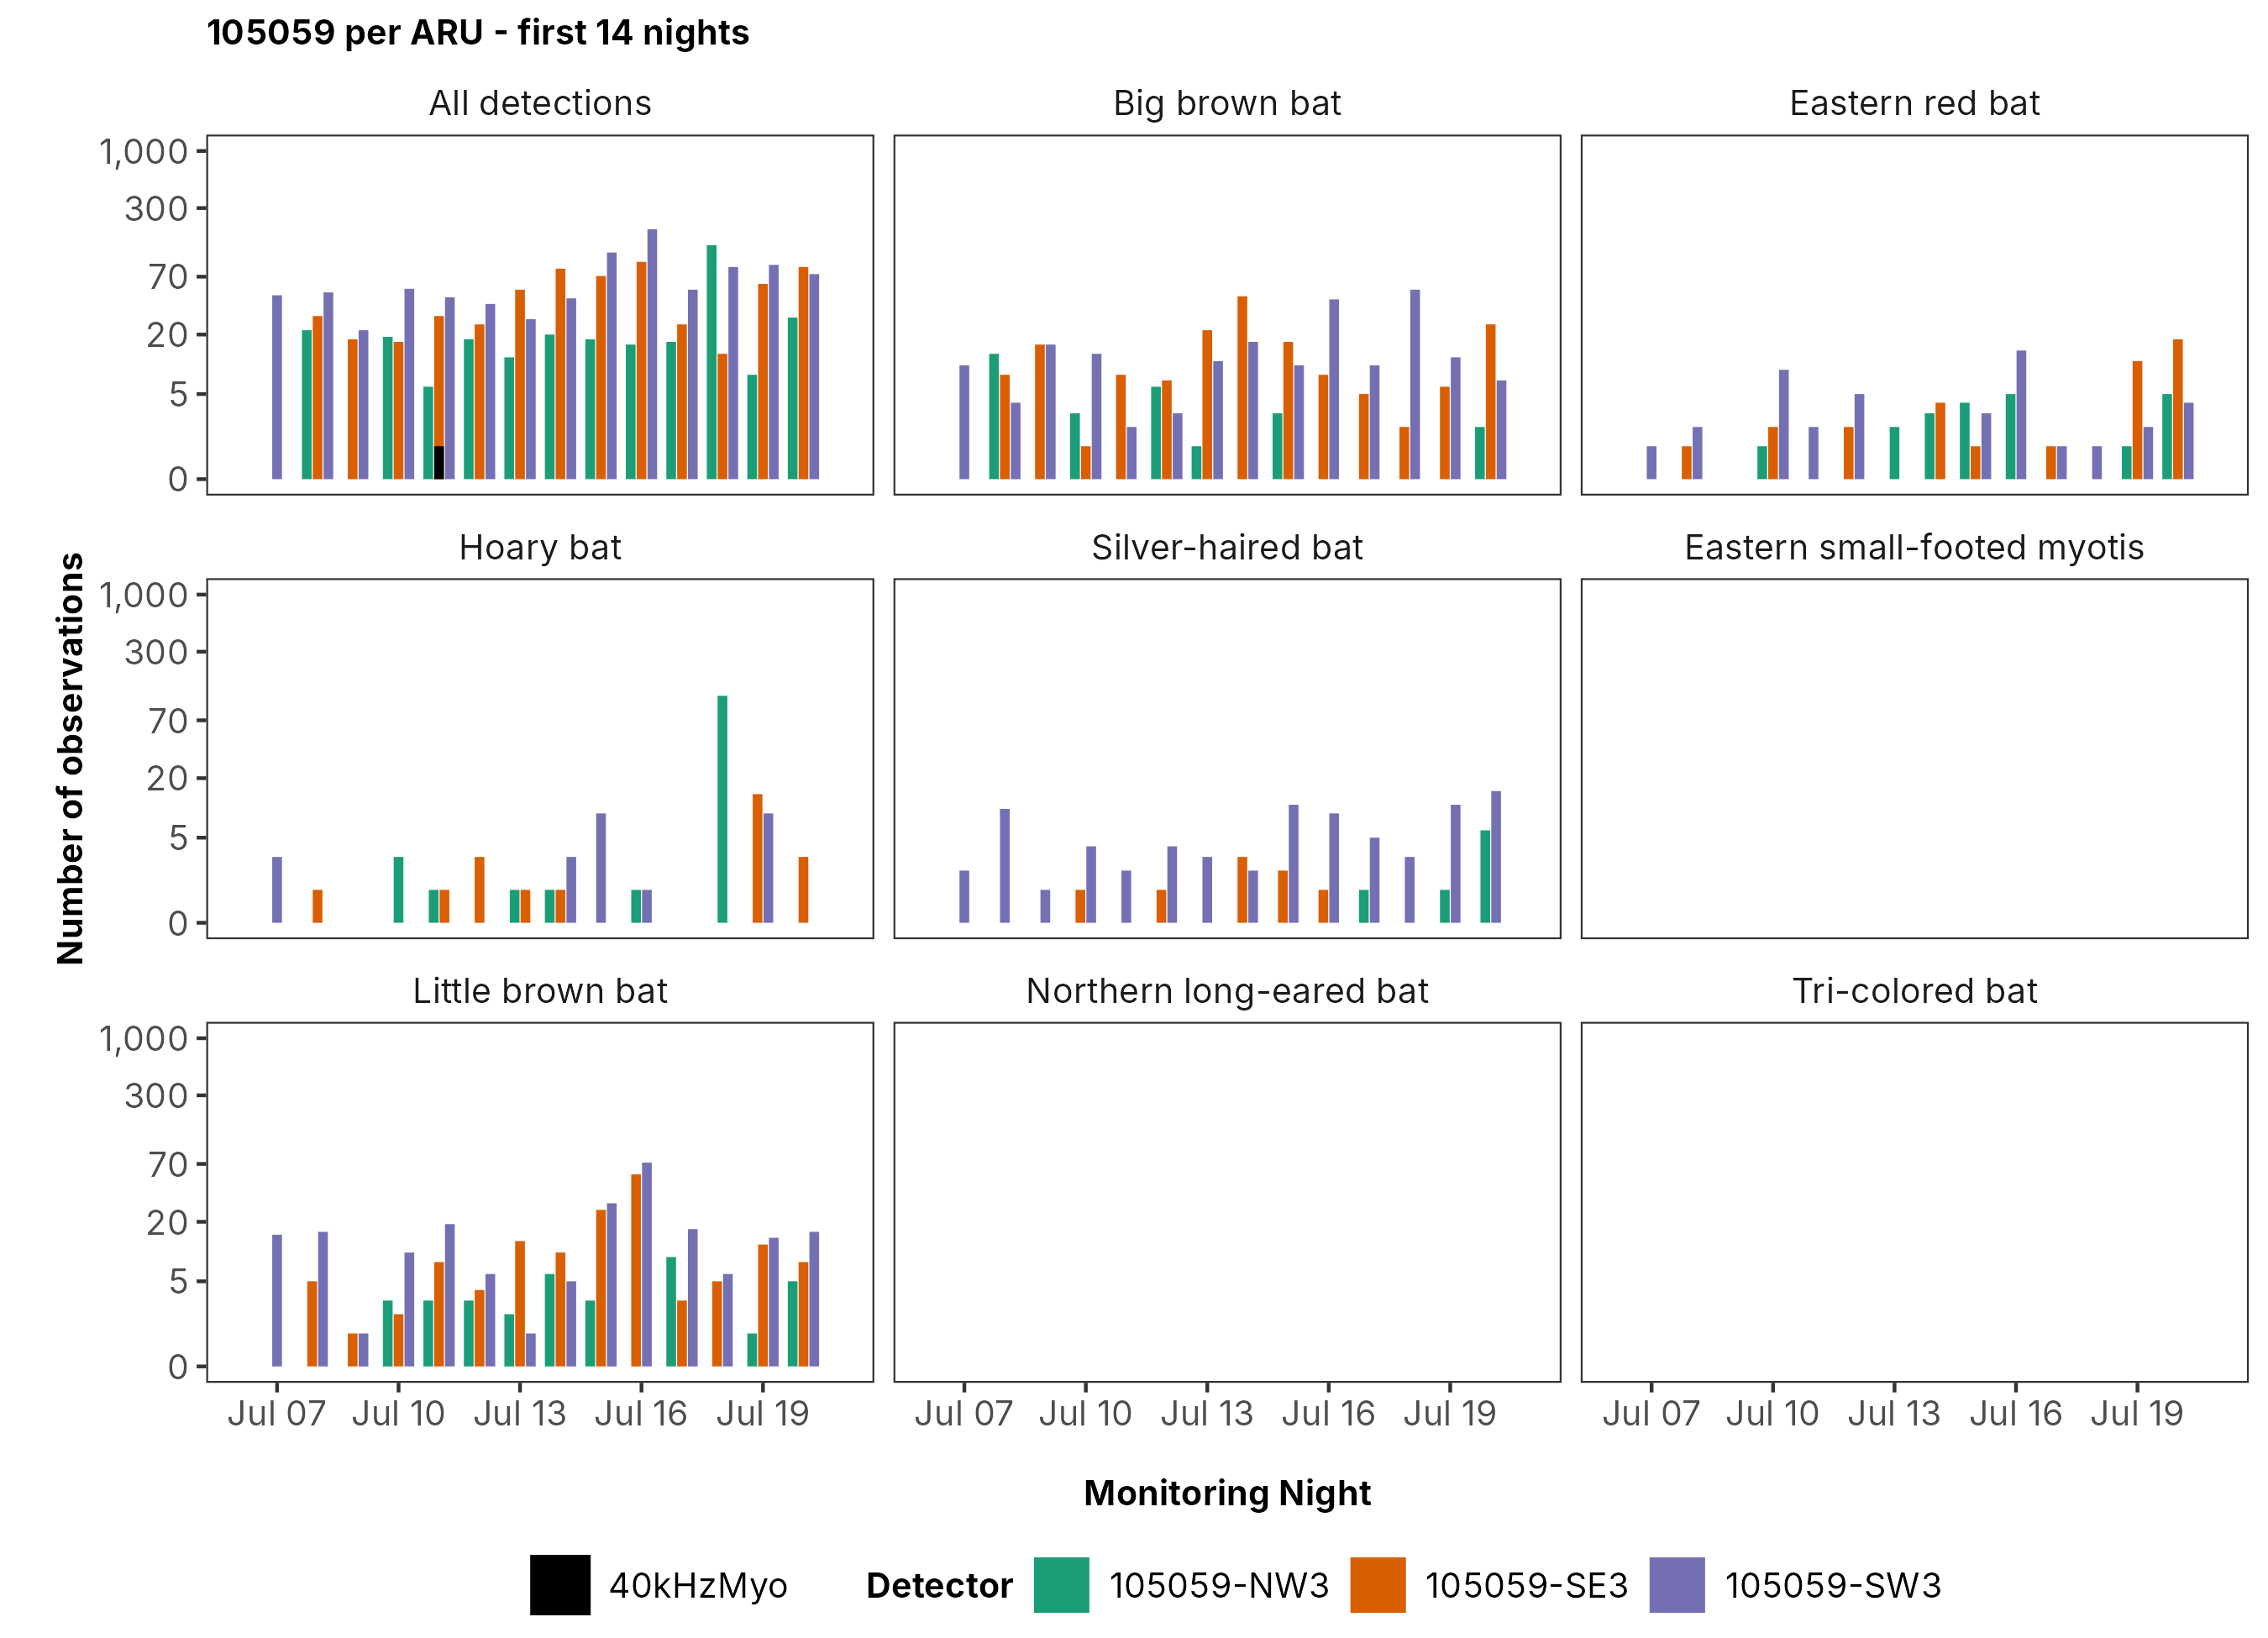 105059 per ARU - first 14 nights
All detections
Big brown bat
Eastern red bat
1,000
300
70
20
5
0
Hoary bat
Silver-haired bat
Eastern small-footed myotis
1,000
300
70
20
5
0
Number of observations
Little brown bat
Northern long-eared bat
Tri-colored bat
1,000
300
70
20
5
0
Jul 07 Jul 10 Jul 13 Jul 16 Jul 19
Jul 07 Jul 10 Jul 13 Jul 16 Jul 19
Jul 07 Jul 10 Jul 13 Jul 16 Jul 19
Monitoring Night
40kHzMyo Detector 105059-NW3 105059-SE3 105059-SW3